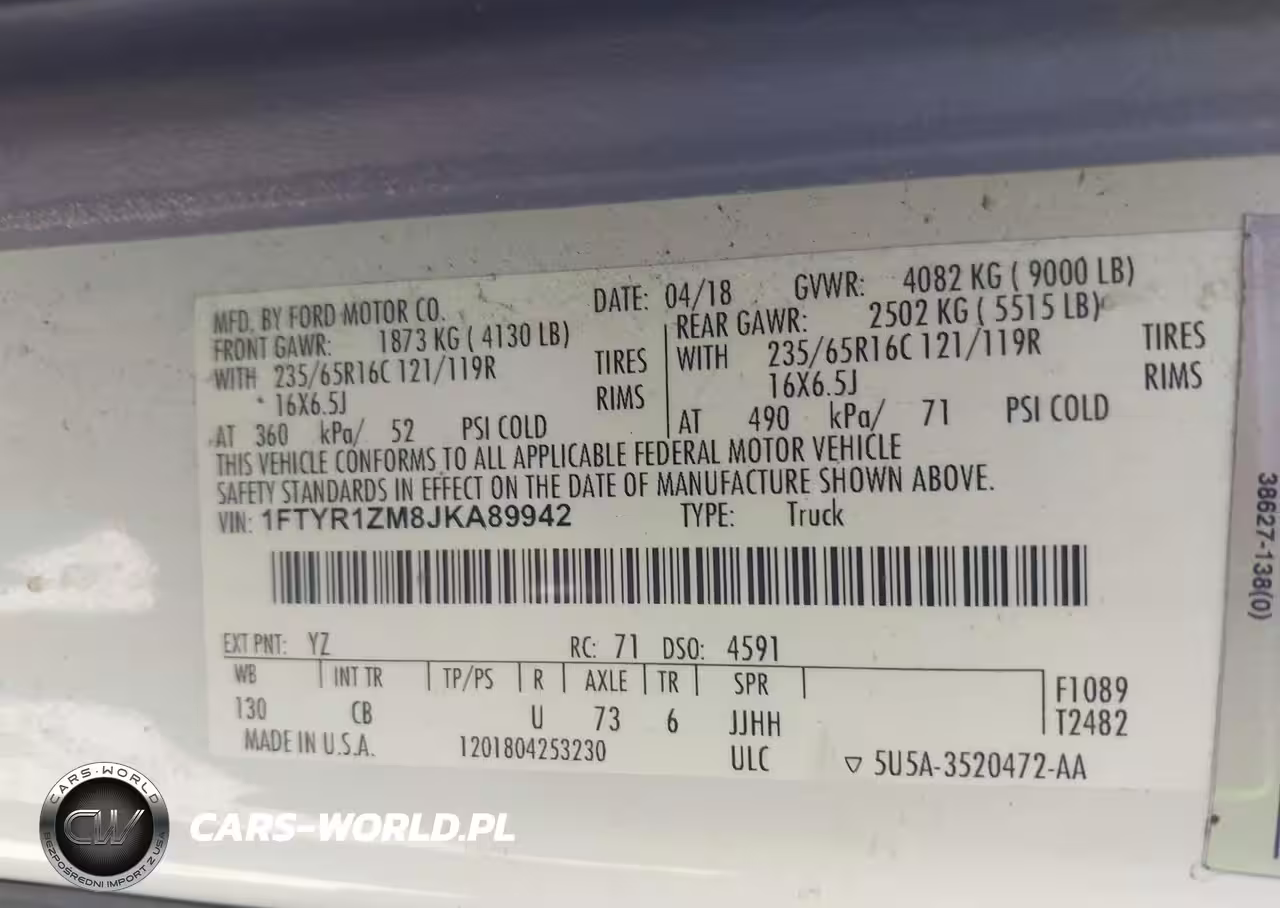 MFD. BY FORD MOTOR CO. DATE: 04/18 GVWR: 4082 KG ( 9000 LB)
FRONT GAWR: 1873 KG ( 4130 LB) REAR GAWR: 2502 KG ( 5515 LB)
WITH 235/65R16C 121/119R TIRES WITH 235/65R16C 121/119R TIRES
16X6.5J RIMS 16X6.5J RIMS
AT 360 kPa/ 52 PSI COLD AT 490 kPa/ 71 PSI COLD
THIS VEHICLE CONFORMS TO ALL APPLICABLE FEDERAL MOTOR VEHICLE
SAFETY STANDARDS IN EFFECT ON THE DATE OF MANUFACTURE SHOWN ABOVE.
VIN: 1FTYR1ZM8JKA89942 TYPE: Truck
EXT PNT: YZ RC: 71 DSO: 4591
WB INT TR TP/PS R AXLE TR SPR F1089
130 CB U 73 6 JJHH T2482
MADE IN U.S.A. 1201804253230 ULC ▽ 5U5A-3520472-AA
38627-138(0)
CARS-WORLD
CW
BEZPOŚREDNI IMPORT Z USA
CARS-WORLD.PL